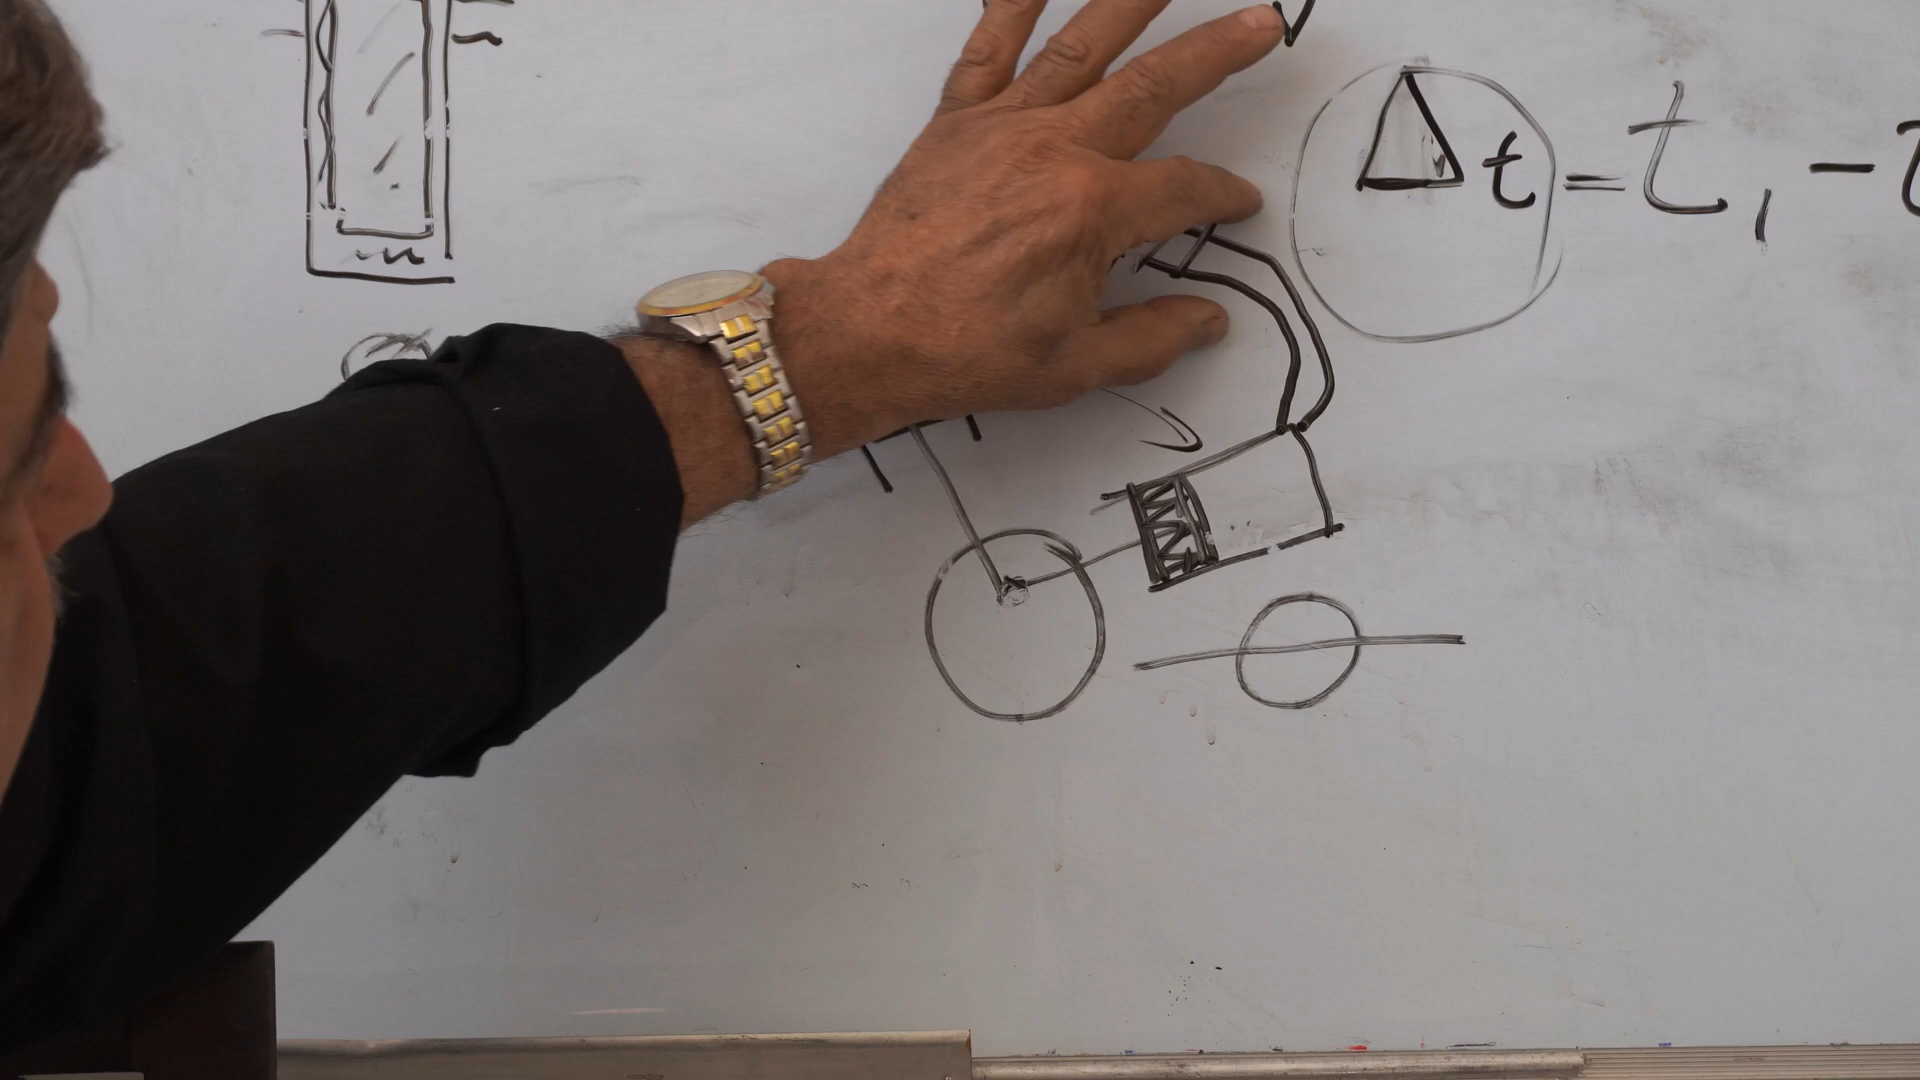 Δt = t₁ -